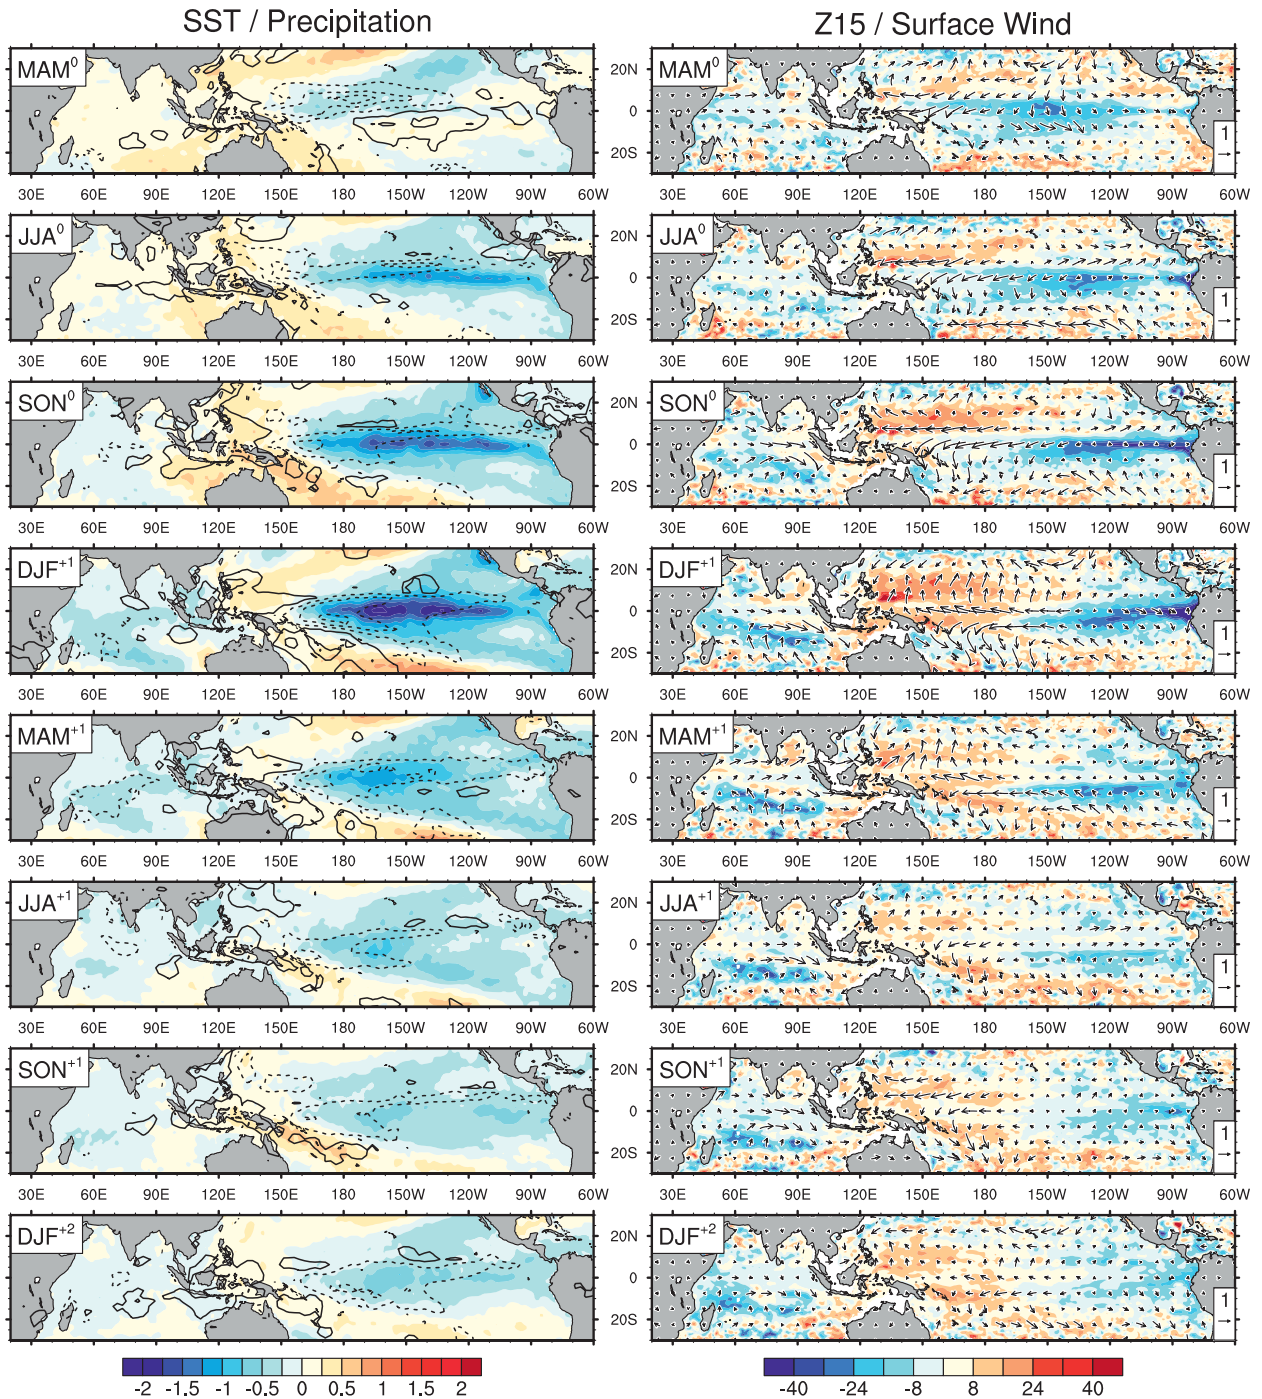 SST / Precipitation
Z15 / Surface Wind
MAM⁰
20N
0
20S
MAM⁰
1
30E 60E 90E 120E 150E 180 150W 120W 90W 60W
30E 60E 90E 120E 150E 180 150W 120W 90W 60W
JJA⁰
20N
0
20S
JJA⁰
1
30E 60E 90E 120E 150E 180 150W 120W 90W 60W
30E 60E 90E 120E 150E 180 150W 120W 90W 60W
SON⁰
20N
0
20S
SON⁰
1
30E 60E 90E 120E 150E 180 150W 120W 90W 60W
30E 60E 90E 120E 150E 180 150W 120W 90W 60W
DJF⁺¹
20N
0
20S
DJF⁺¹
1
30E 60E 90E 120E 150E 180 150W 120W 90W 60W
30E 60E 90E 120E 150E 180 150W 120W 90W 60W
MAM⁺¹
20N
0
20S
MAM⁺¹
1
30E 60E 90E 120E 150E 180 150W 120W 90W 60W
30E 60E 90E 120E 150E 180 150W 120W 90W 60W
JJA⁺¹
20N
0
20S
JJA⁺¹
1
30E 60E 90E 120E 150E 180 150W 120W 90W 60W
30E 60E 90E 120E 150E 180 150W 120W 90W 60W
SON⁺¹
20N
0
20S
SON⁺¹
1
30E 60E 90E 120E 150E 180 150W 120W 90W 60W
30E 60E 90E 120E 150E 180 150W 120W 90W 60W
DJF⁺²
20N
0
20S
DJF⁺²
1
-2 -1.5 -1 -0.5 0 0.5 1 1.5 2
-40 -24 -8 8 24 40